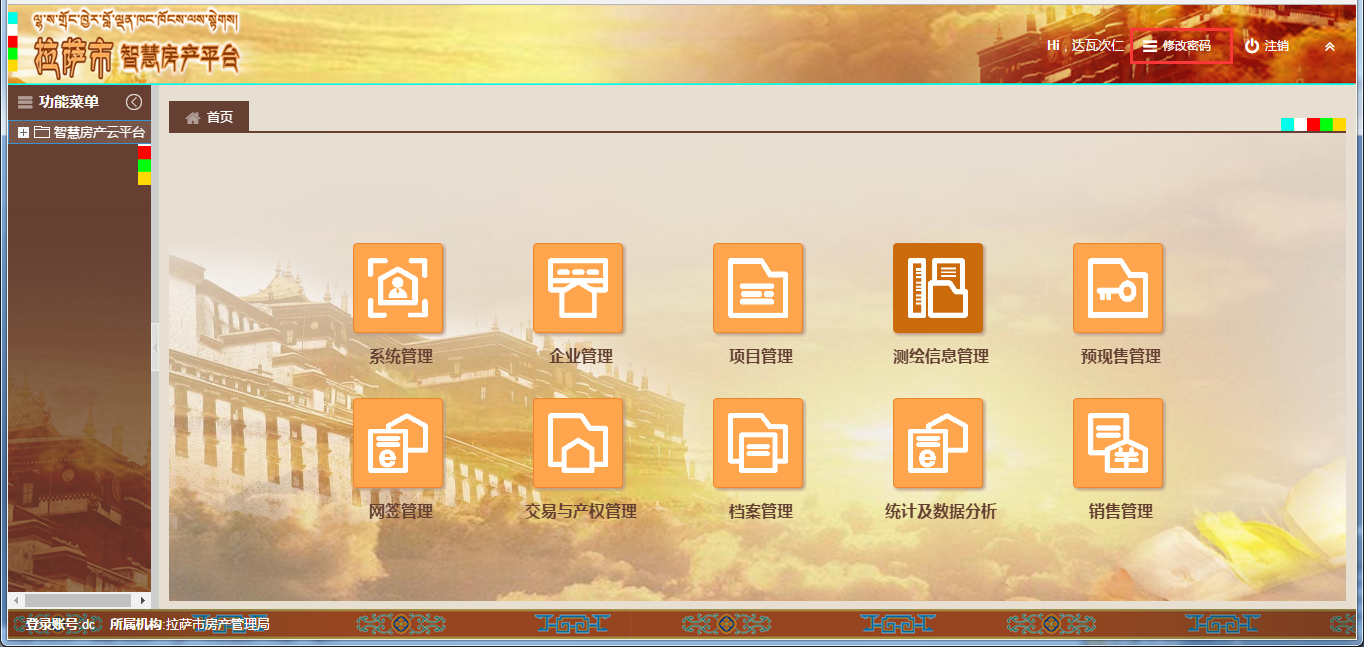 ལྷ་ས་གྲོང་ཁྱེར་བློ་ལྡན་ཁང་ཁོངས་ལས་སྟེགས།
拉萨市 智慧房产平台
Hi , 达瓦次仁 修改密码 注销
功能菜单
首页
智慧房产云平台
系统管理 企业管理 项目管理 测绘信息管理 预现售管理
网签管理 交易与产权管理 档案管理 统计及数据分析 销售管理
登录账号:dc 所属机构:拉萨市房产管理局